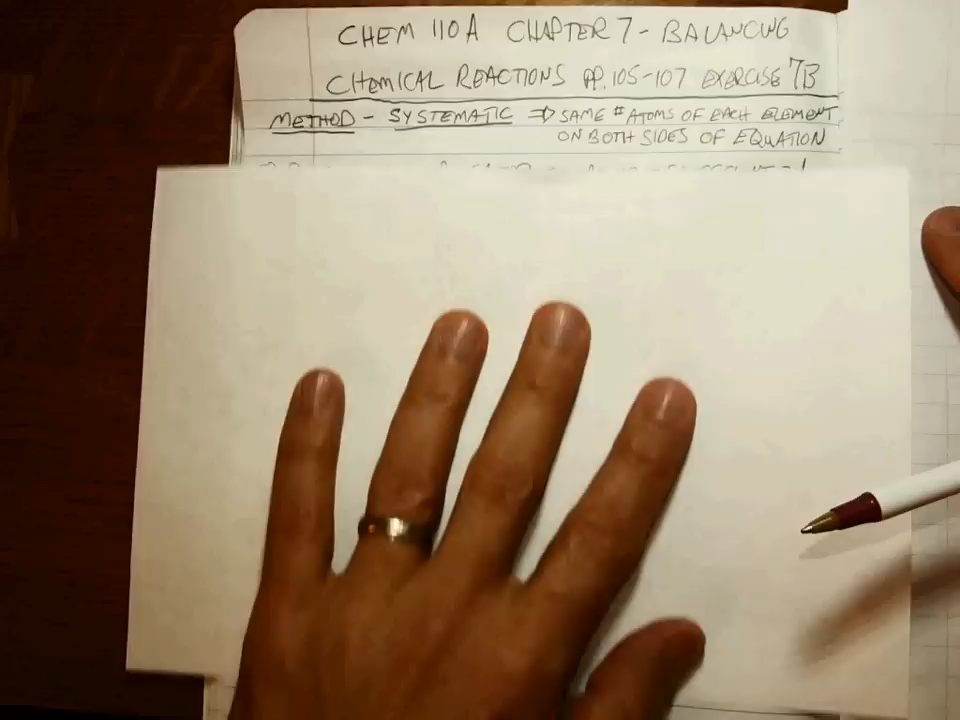 CHEM 110A CHAPTER 7 - BALANCING
CHEMICAL REACTIONS PP. 105-107 EXERCISE 7B
METHOD - SYSTEMATIC ⇒ SAME # ATOMS OF EACH ELEMENT
ON BOTH SIDES OF EQUATION